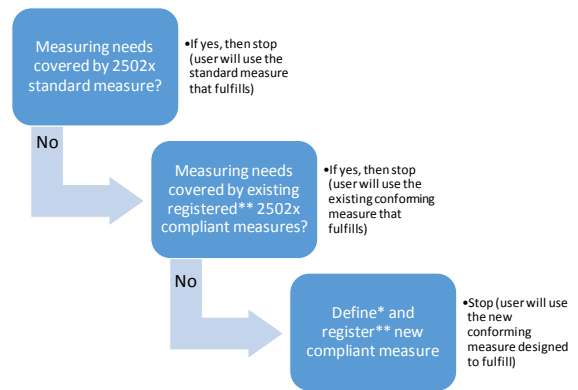 Measuring needs
covered by 2502x
standard measure?
•If yes, then stop
(user will use the
standard measure
that fulfills)
No
Measuring needs
covered by existing
registered** 2502x
compliant measures?
•If yes, then stop
(user will use the
existing conforming
measure that
fulfills)
No
Define* and
register** new
compliant measure
•Stop (user will use
the new
conforming
measure designed
to fulfill)